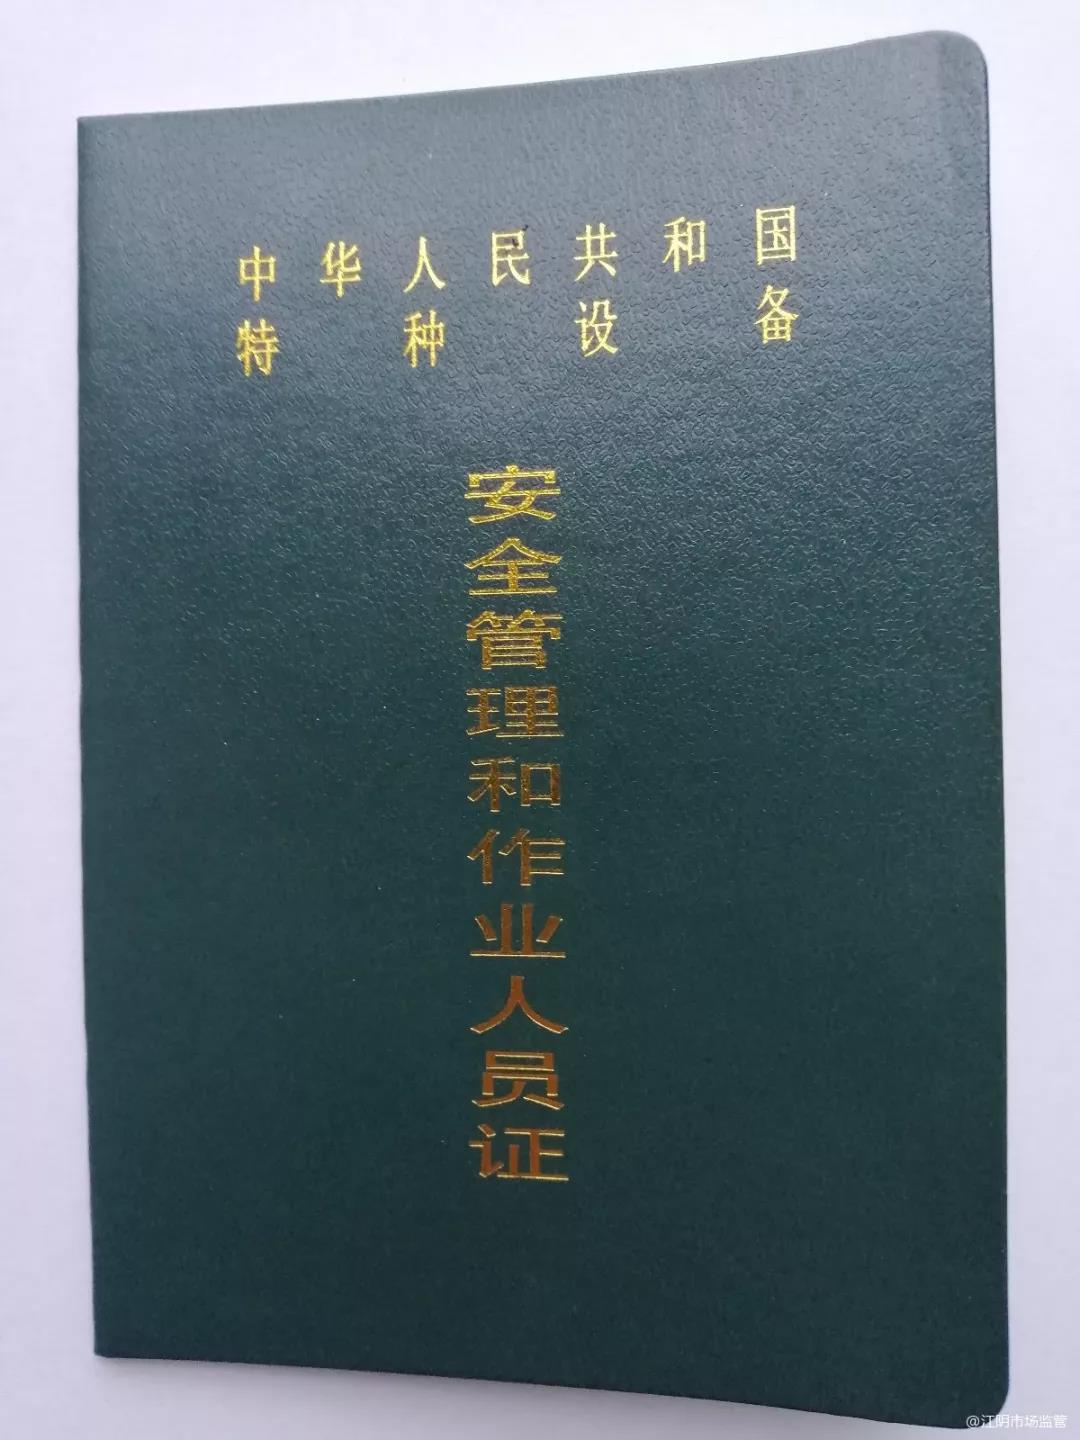 中华人民共和国
特种设备
安全管理和作业人员证
@江阴市场监管